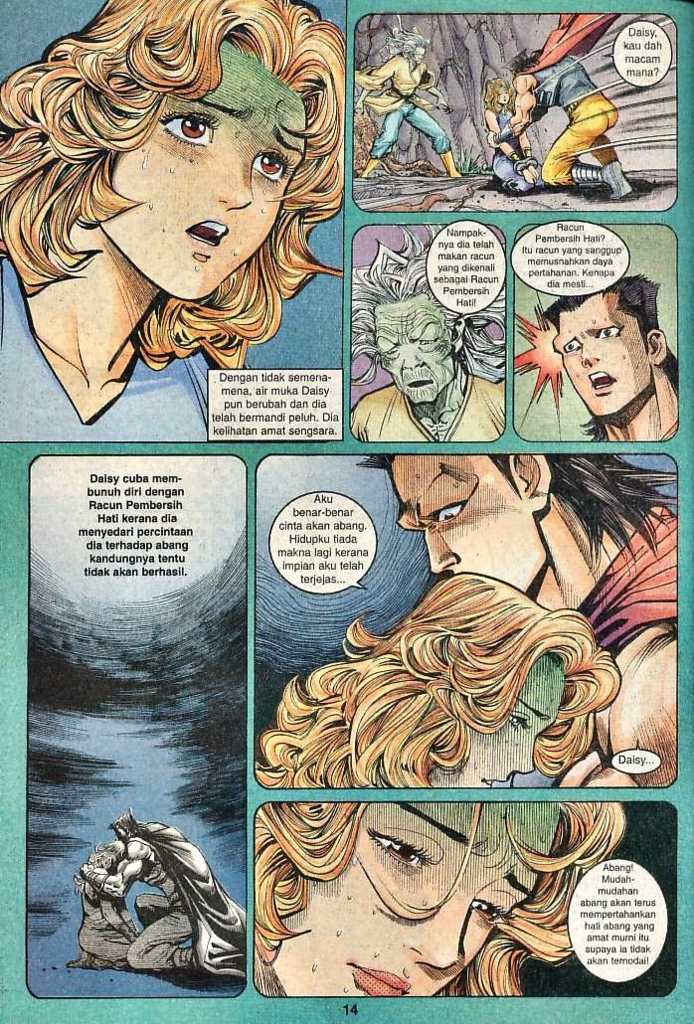 Dengan tidak semena-
mena, air muka Daisy
pun berubah dan dia
telah bermandi peluh. Dia
kelihatan amat sengsara.
Daisy,
kau dah
macam
mana?
Nampak-
nya dia telah
makan racun
yang dikenali
sebagai Racun
Pembersih
Hati!
Racun
Pembersih Hati?
Itu racun yang sanggup
memusnahkan daya
pertahanan. Kenapa
dia mesti...
Daisy cuba mem-
bunuh diri dengan
Racun Pembersih
Hati kerana dia
menyedari percintaan
dia terhadap abang
kandungnya tentu
tidak akan berhasil.
Aku
benar-benar
cinta akan abang.
Hidupku tiada
makna lagi kerana
impian aku telah
terjejas...
Daisy...
Abang!
Mudah-
mudahan
abang akan terus
mempertahankan
hati abang yang
amat murni itu
supaya ia tidak
akan ternodai!
14